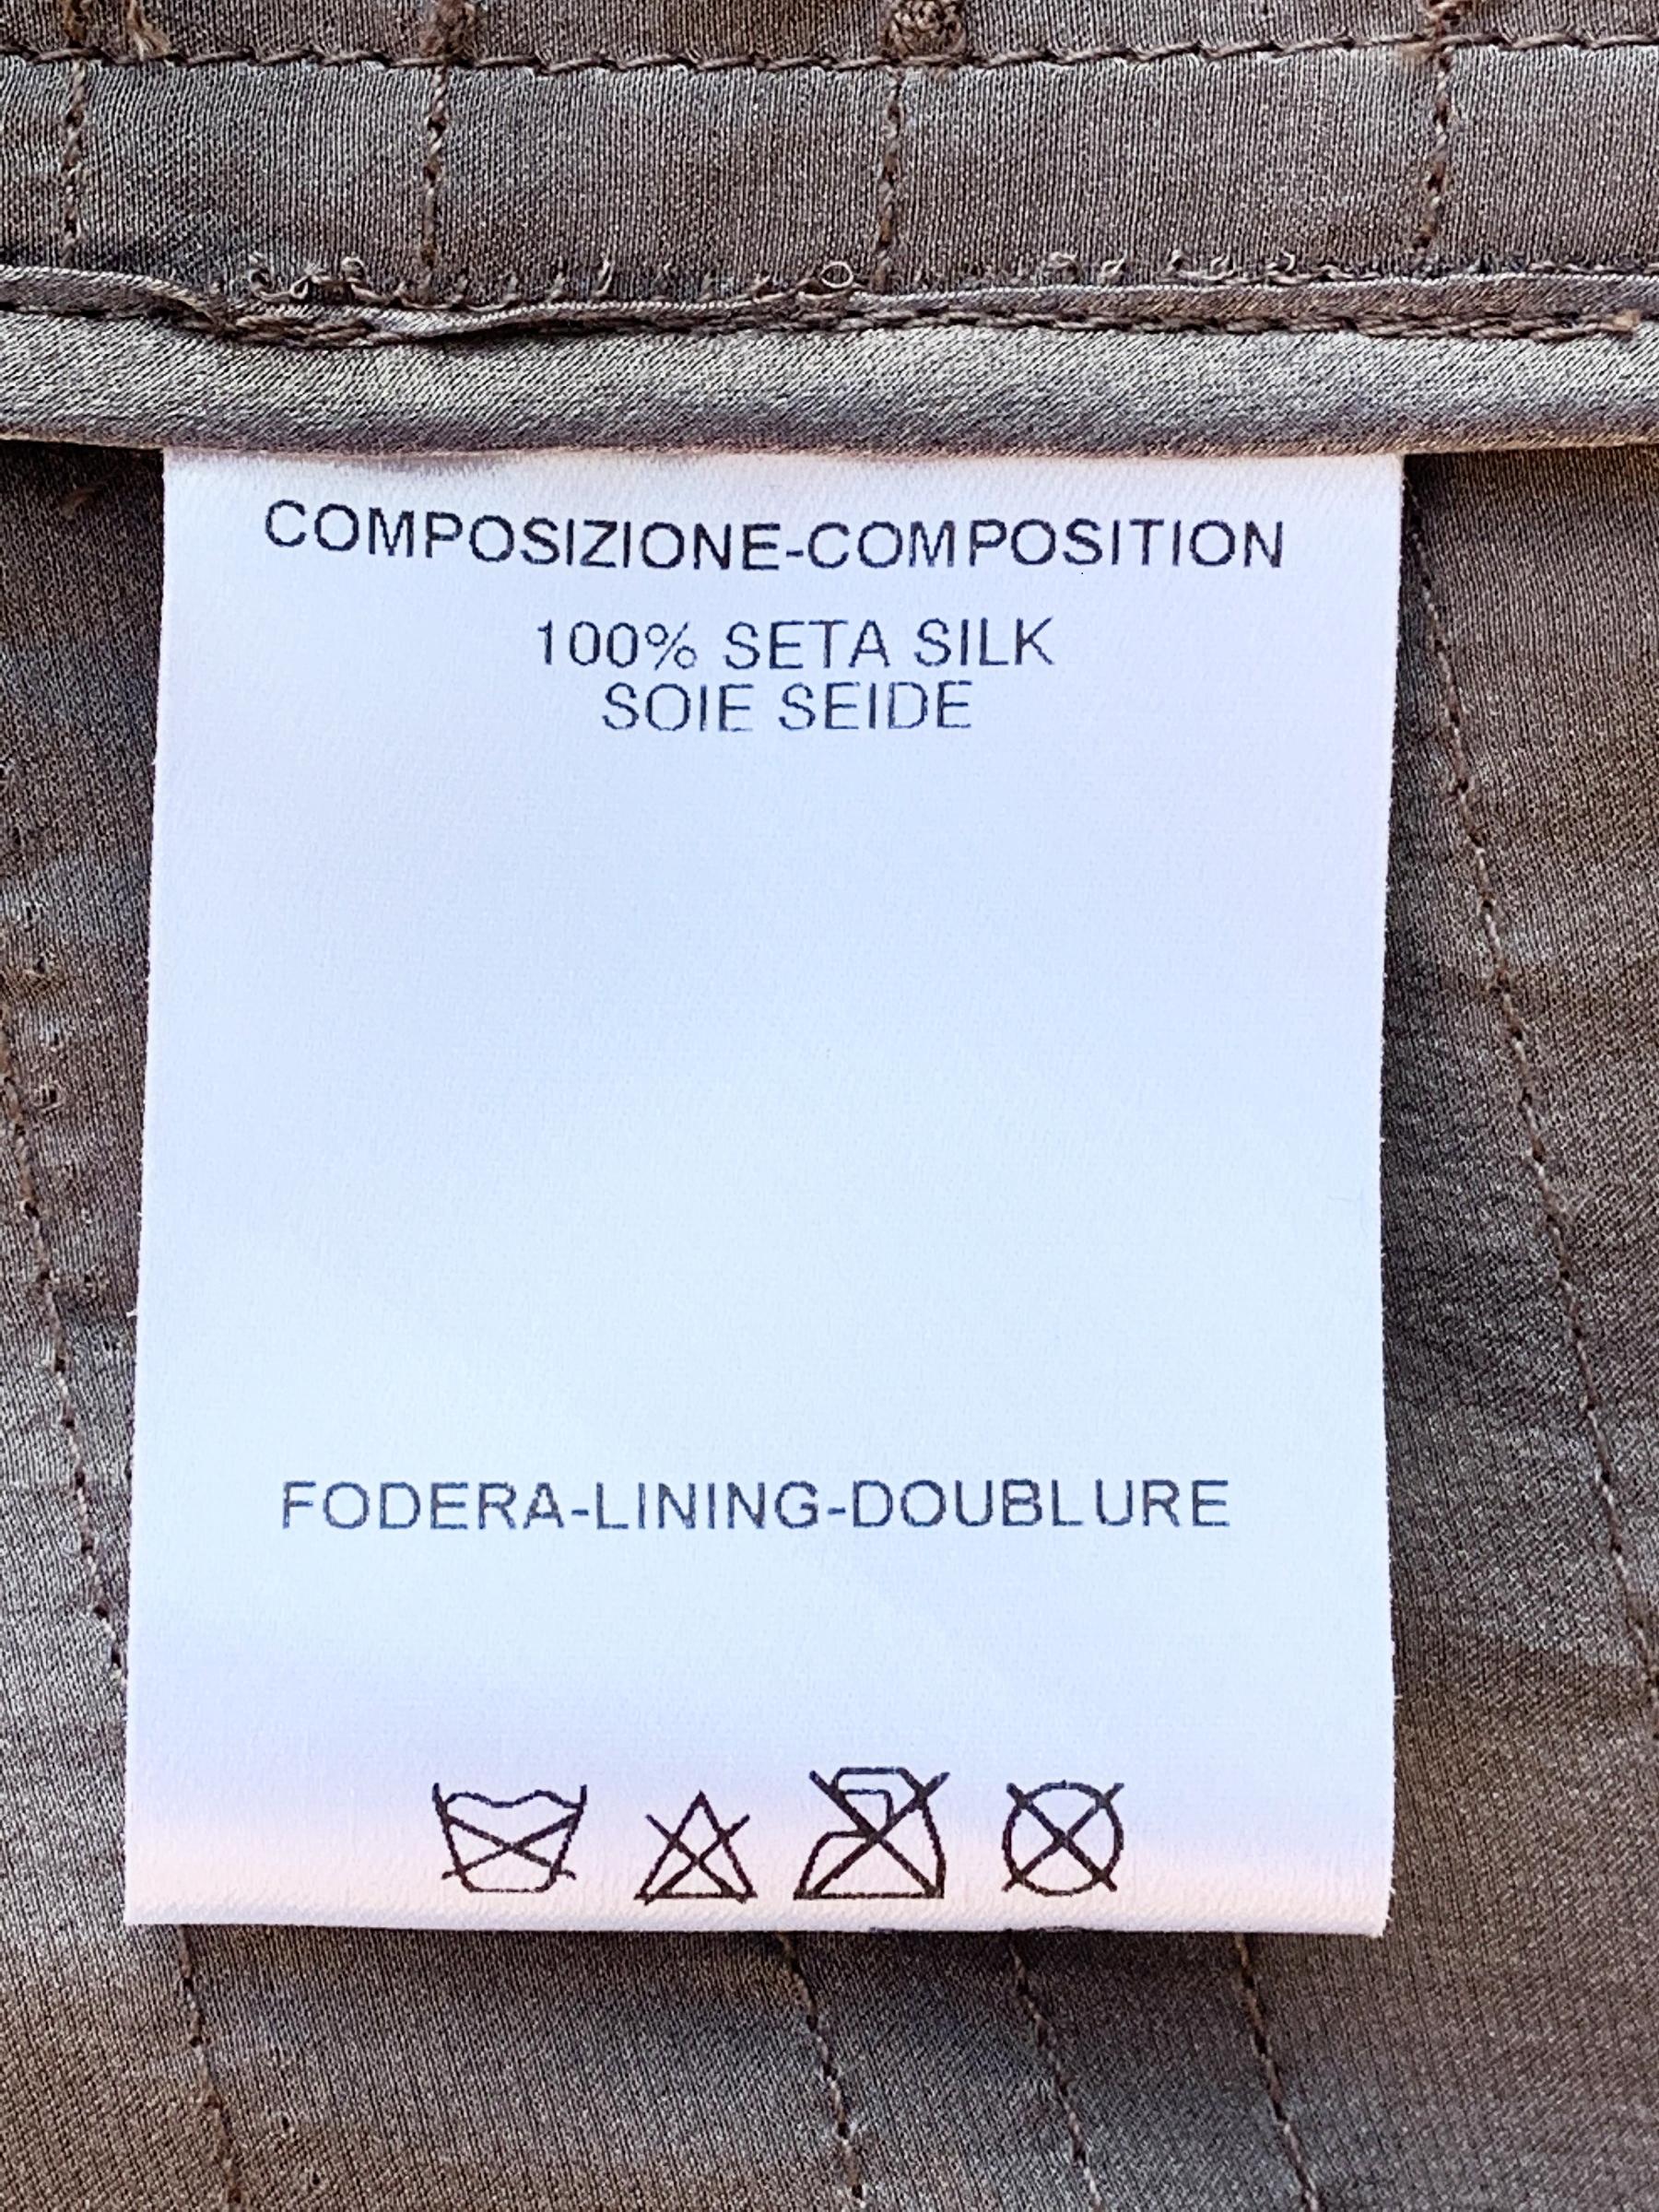 COMPOSIZIONE-COMPOSITION
100% SETA SILK
SOIE SEIDE
FODERA-LINING-DOUBLURE